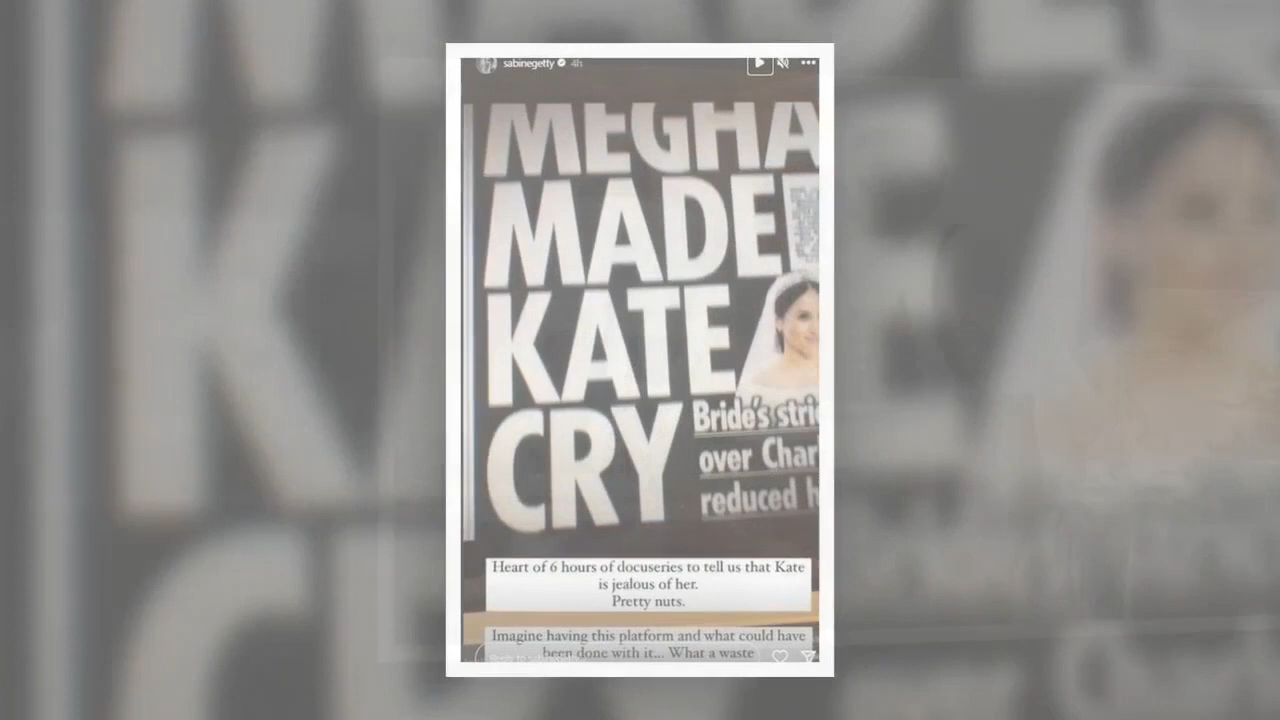 sabinegetty 4h
MEGHA
MADE
KATE
CRY
Bride's stri
over Char
reduced h
Heart of 6 hours of docuseries to tell us that Kate
is jealous of her.
Pretty nuts.
Imagine having this platform and what could have
been done with it... What a waste